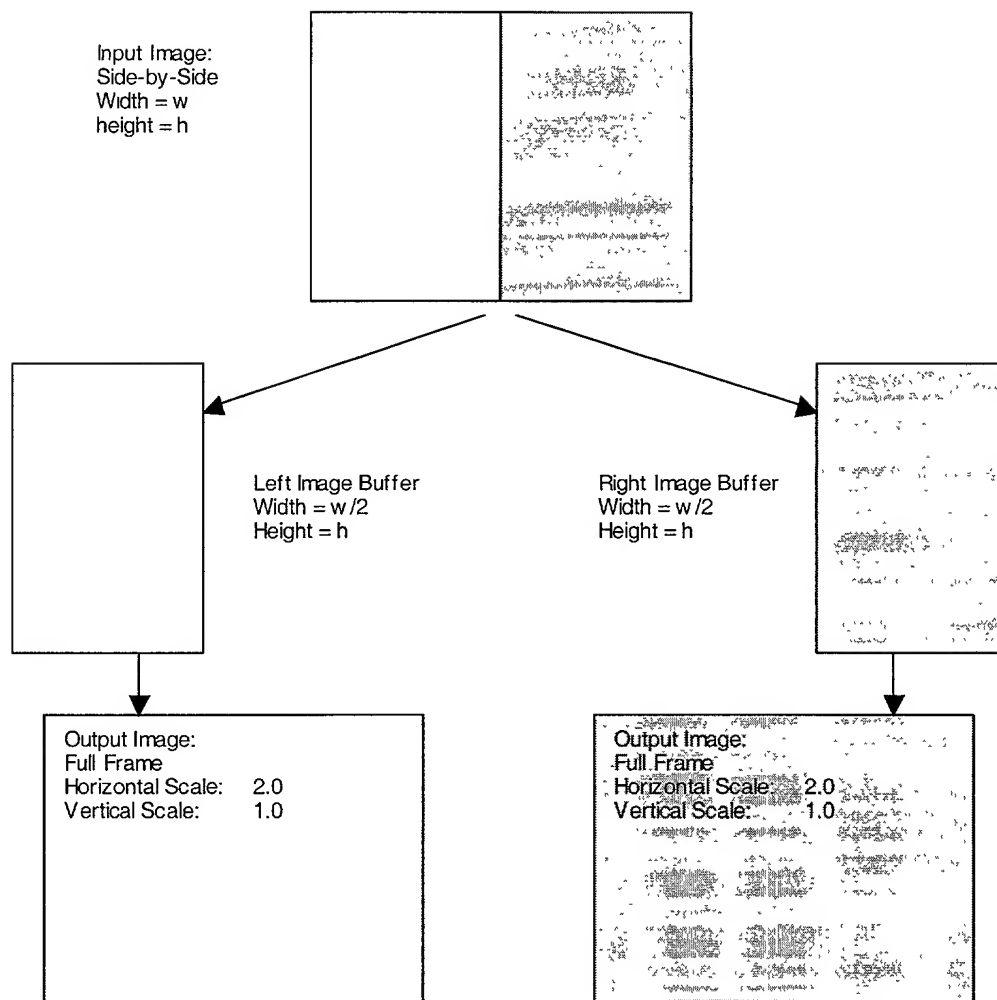 Input Image:
Side-by-Side
Width = w
height = h
Left Image Buffer
Width = w/2
Height = h
Right Image Buffer
Width = w/2
Height = h
Output Image:
Full Frame
Horizontal Scale: 2.0
Vertical Scale: 1.0
Output Image:
Full Frame
Horizontal Scale: 2.0
Vertical Scale: 1.0